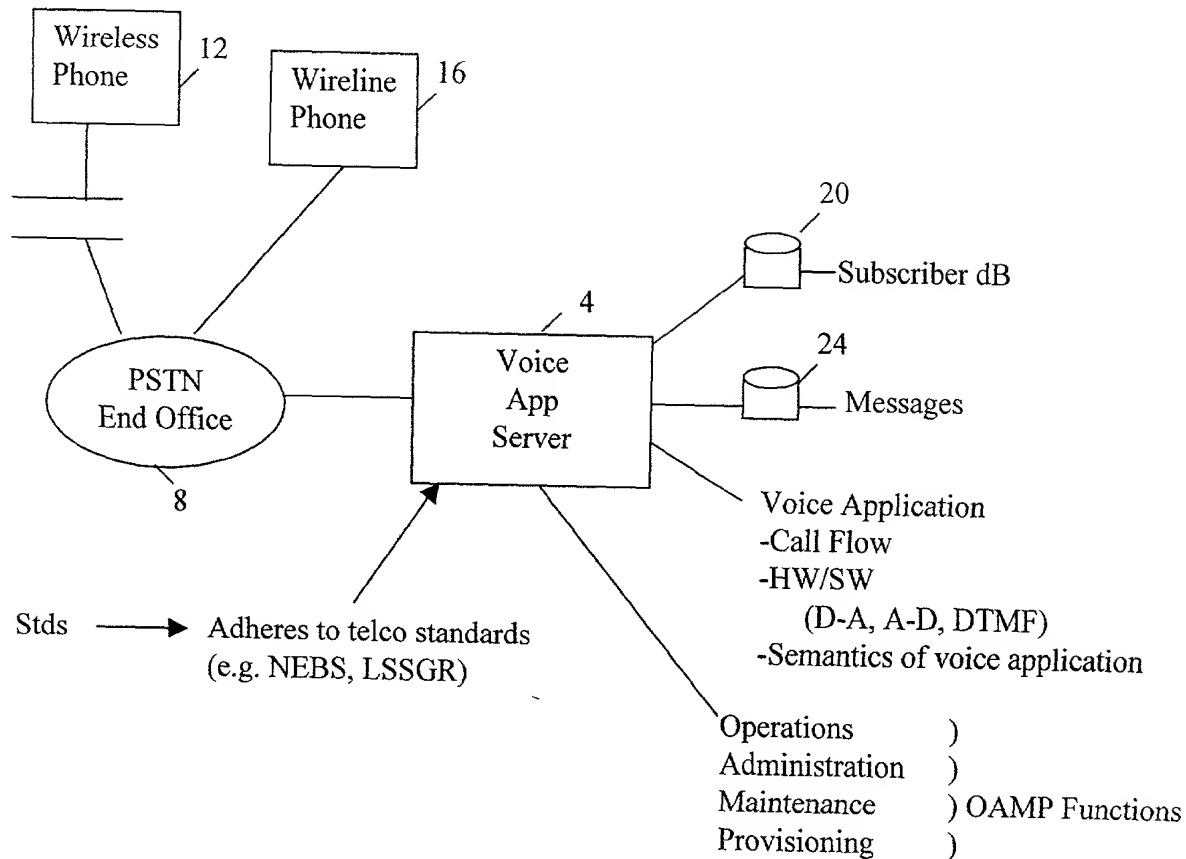 Wireless
Phone
12
Wireline
Phone
16
20
Subscriber dB
4
Voice
App
Server
24
Messages
PSTN
End Office
8
Voice Application
-Call Flow
-HW/SW
(D-A, A-D, DTMF)
-Semantics of voice application
Stds
Adheres to telco standards
(e.g. NEBS, LSSGR)
Operations )
Administration )
Maintenance ) OAMP Functions
Provisioning )